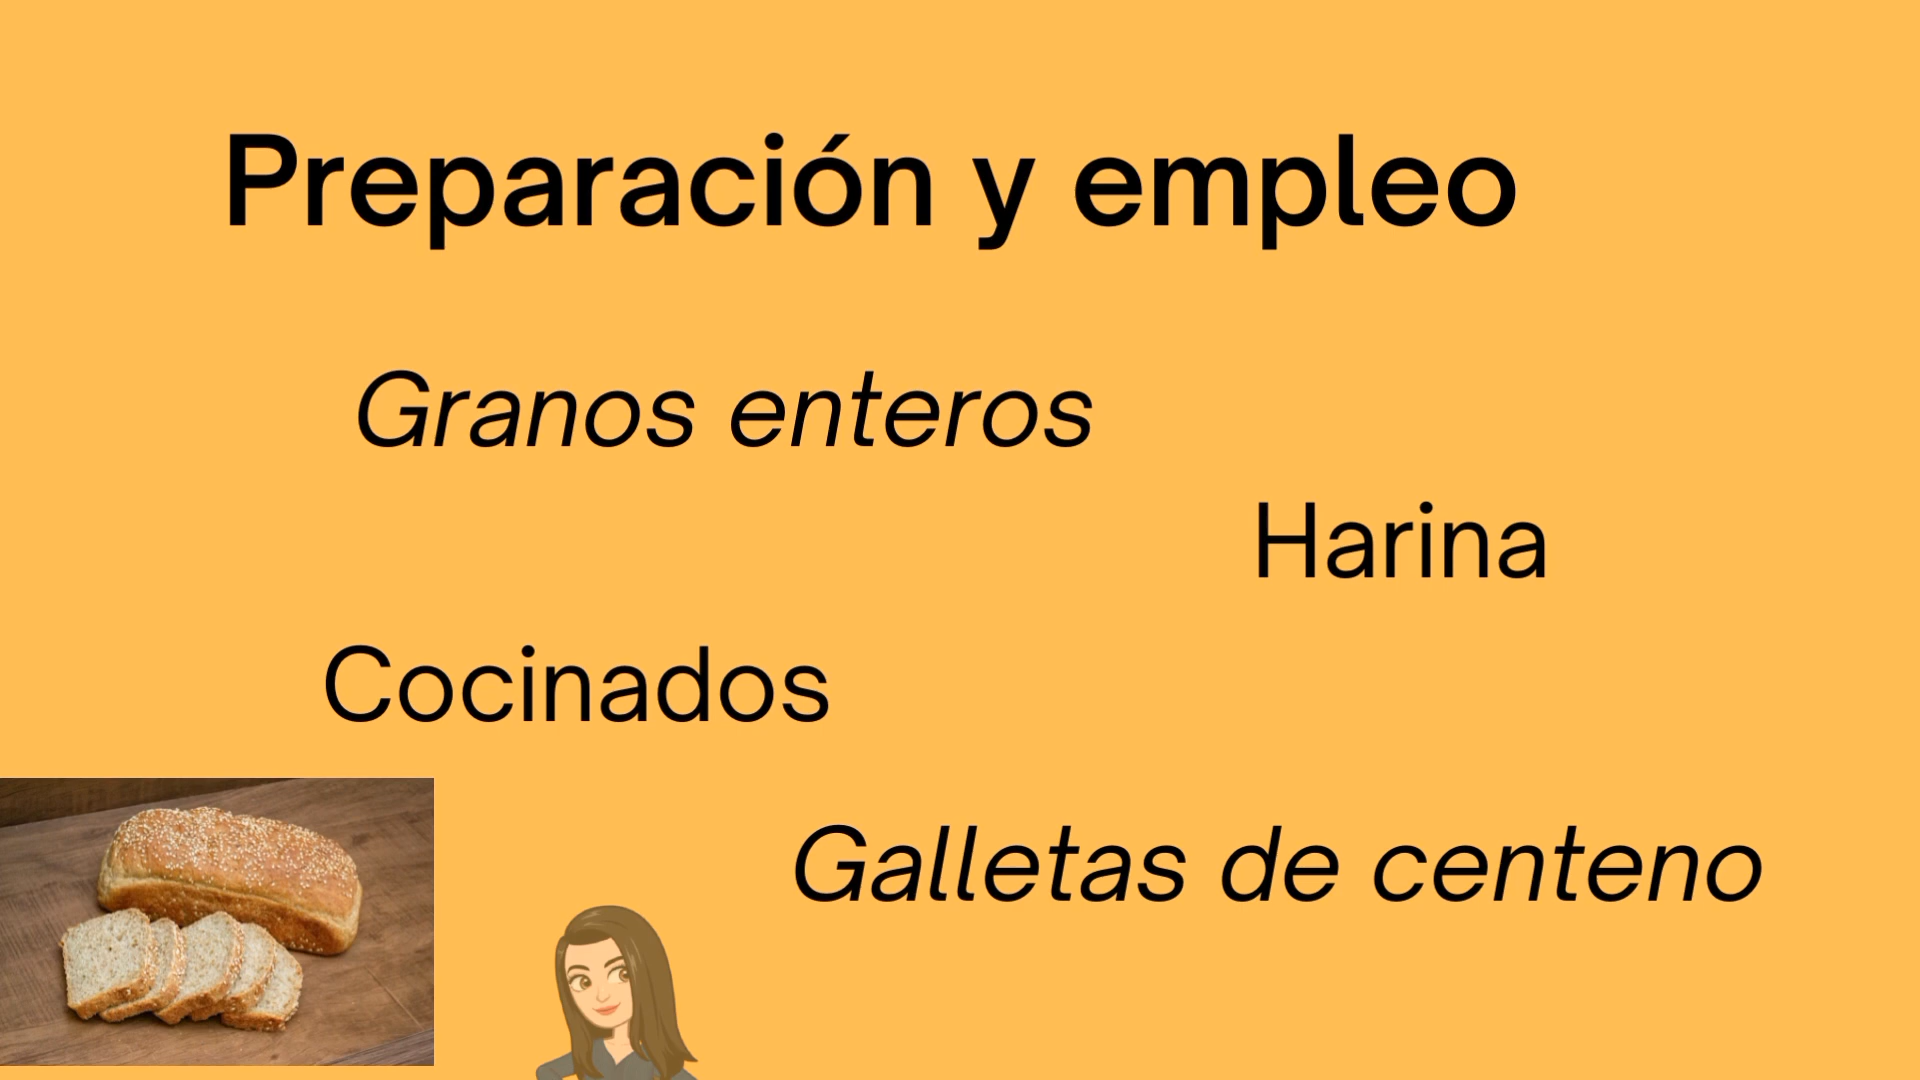 Preparación y empleo
Granos enteros
Harina
Cocinados
Galletas de centeno